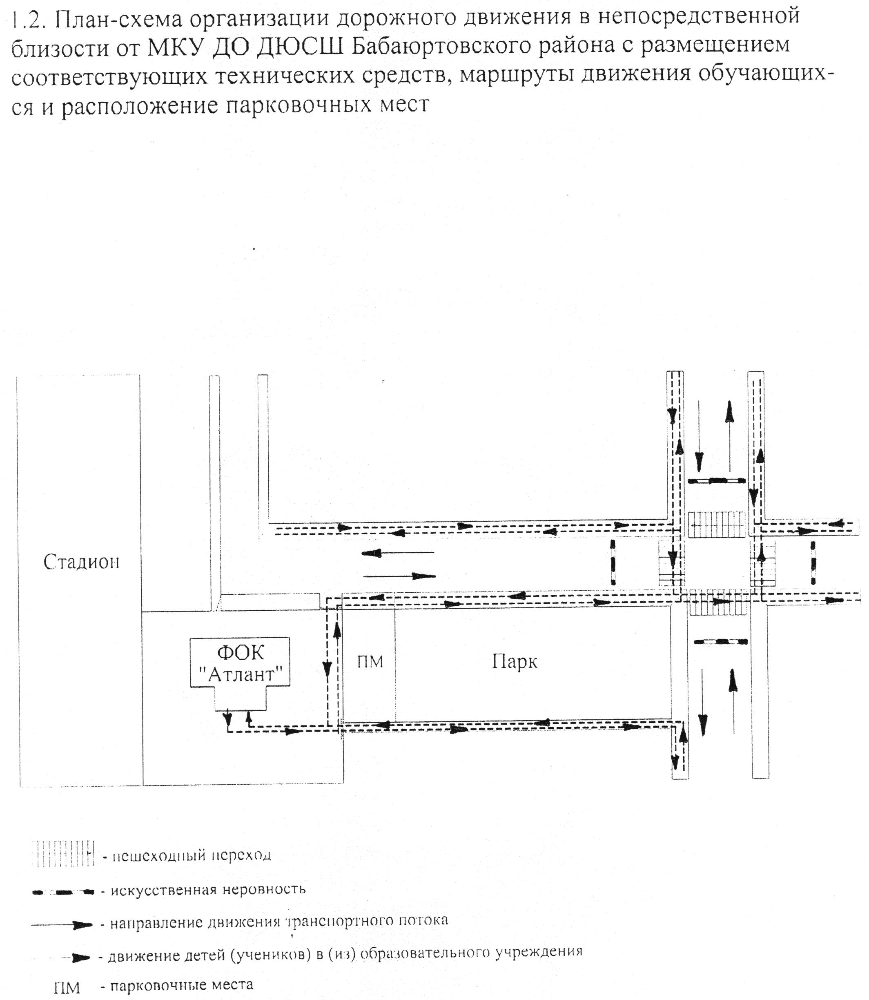 1.2. План-схема организации дорожного движения в непосредственной
близости от МКУ ДО ДЮСШ Бабаюртовского района с размещением
соответствующих технических средств, маршруты движения обучающих-
ся и расположение парковочных мест
Стадион
ФОК
"Атлант"
ПМ
Парк
- пешеходный переход
- искусственная неровность
- направление движения транспортного потока
- движение детей (учеников) в (из) образовательного учреждения
ПМ - парковочные места